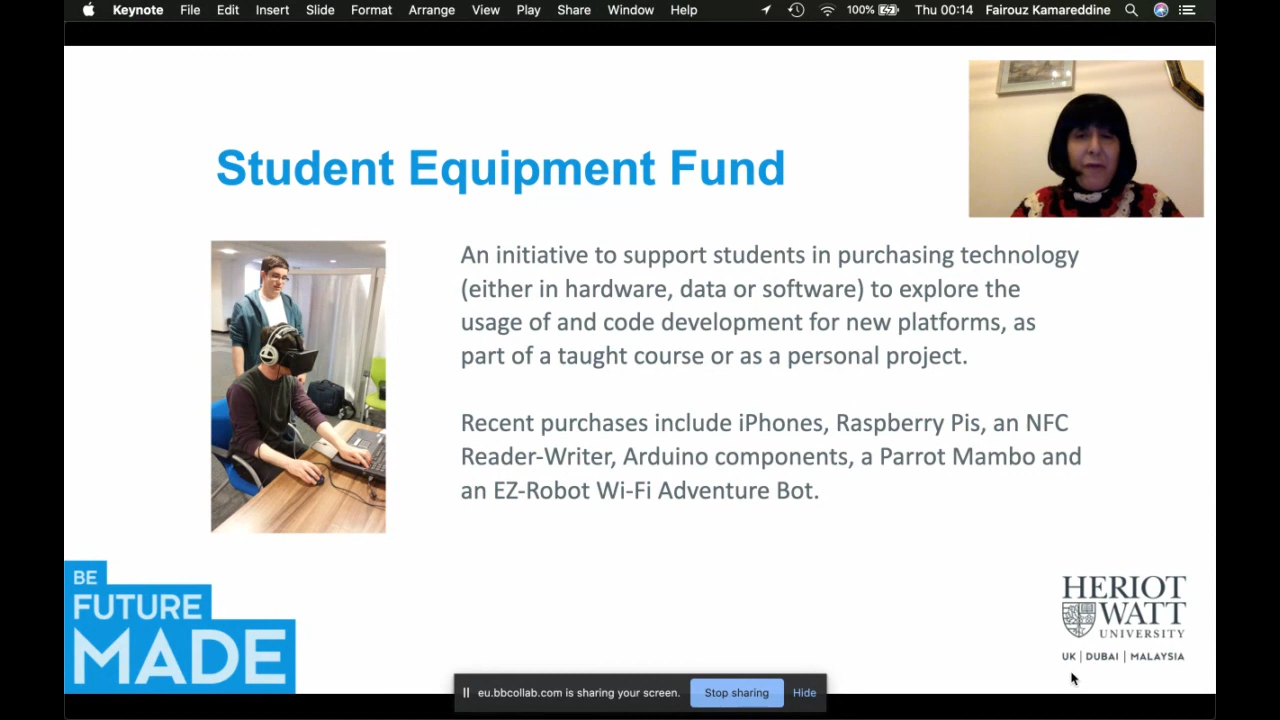 Keynote File Edit Insert Slide Format Arrange View Play Share Window Help 100% Thu 00:14 Fairouz Kamareddine
Student Equipment Fund
An initiative to support students in purchasing technology
(either in hardware, data or software) to explore the
usage of and code development for new platforms, as
part of a taught course or as a personal project.
Recent purchases include iPhones, Raspberry Pis, an NFC
Reader-Writer, Arduino components, a Parrot Mambo and
an EZ-Robot Wi-Fi Adventure Bot.
BE
FUTURE
MADE
HERIOT
WATT
UNIVERSITY
UK | DUBAI | MALAYSIA
eu.bbcollab.com is sharing your screen. Stop sharing Hide